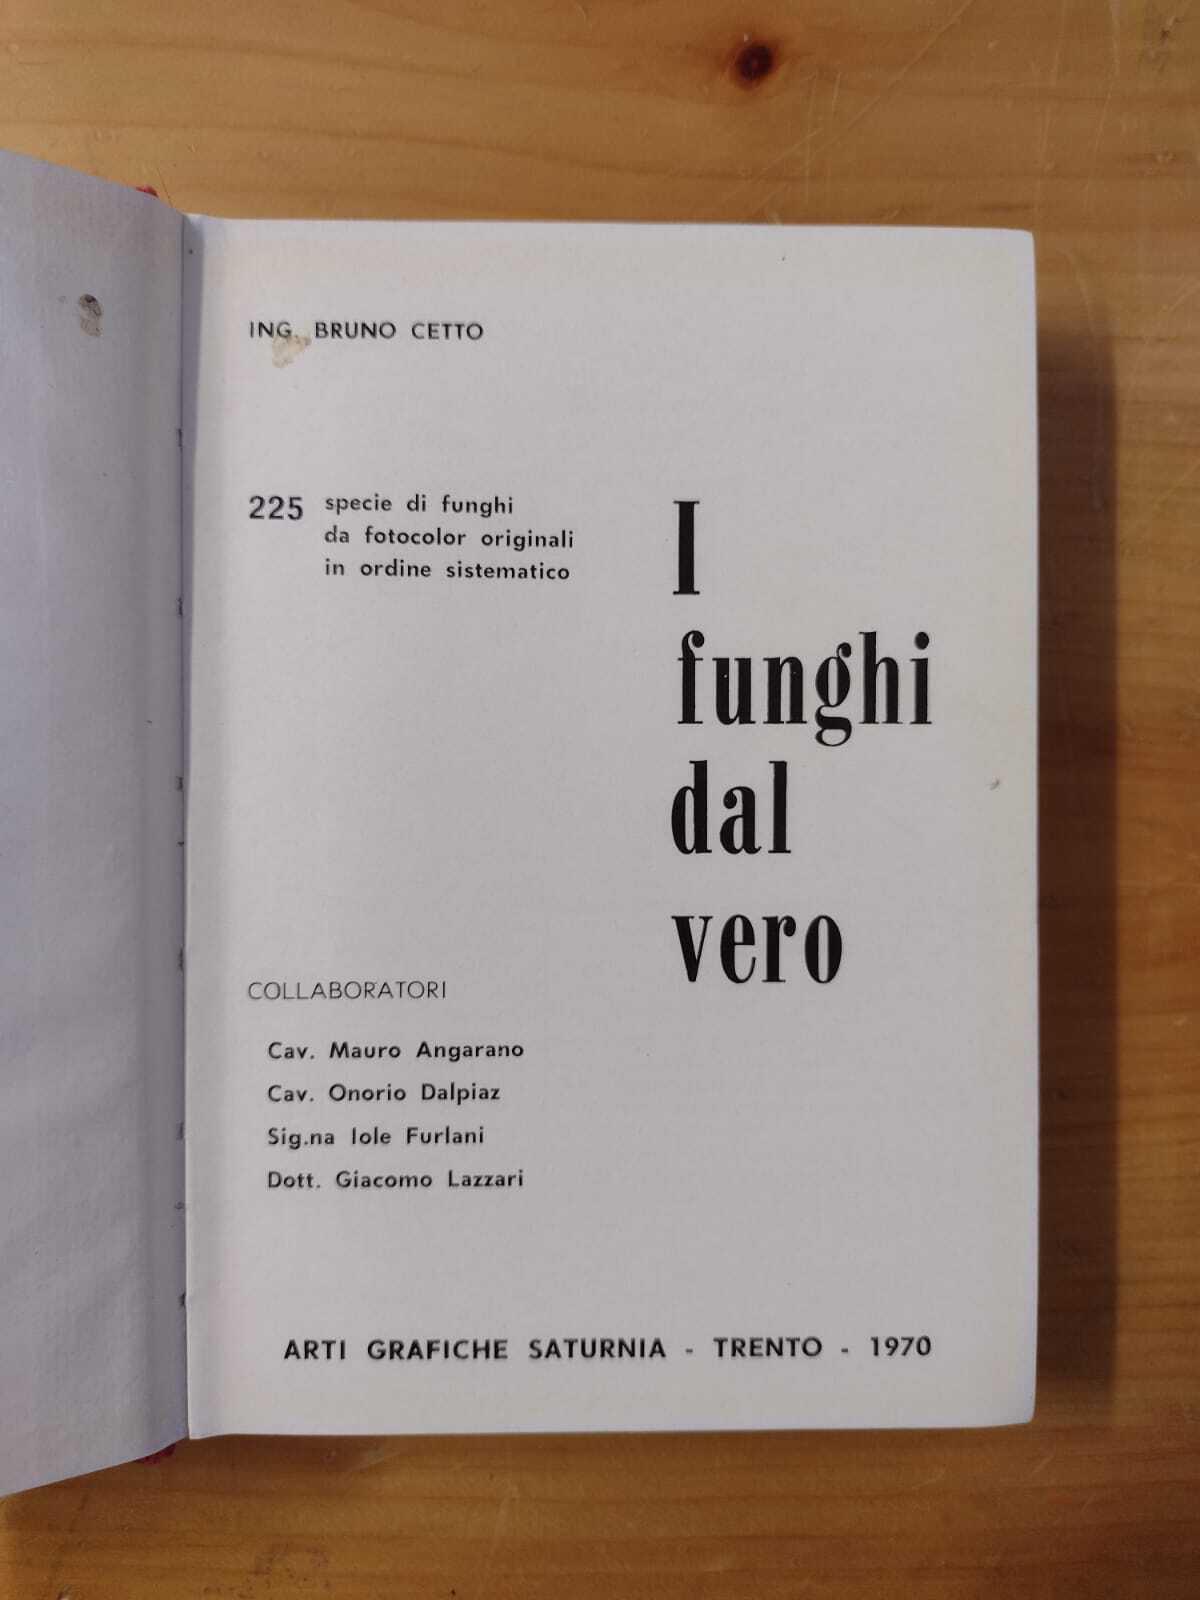 ING. BRUNO CETTO
225 specie di funghi
da fotocolor originali
in ordine sistematico
I
funghi
dal
vero
COLLABORATORI
Cav. Mauro Angarano
Cav. Onorio Dalpiaz
Sig.na Iole Furlani
Dott. Giacomo Lazzari
ARTI GRAFICHE SATURNIA - TRENTO - 1970